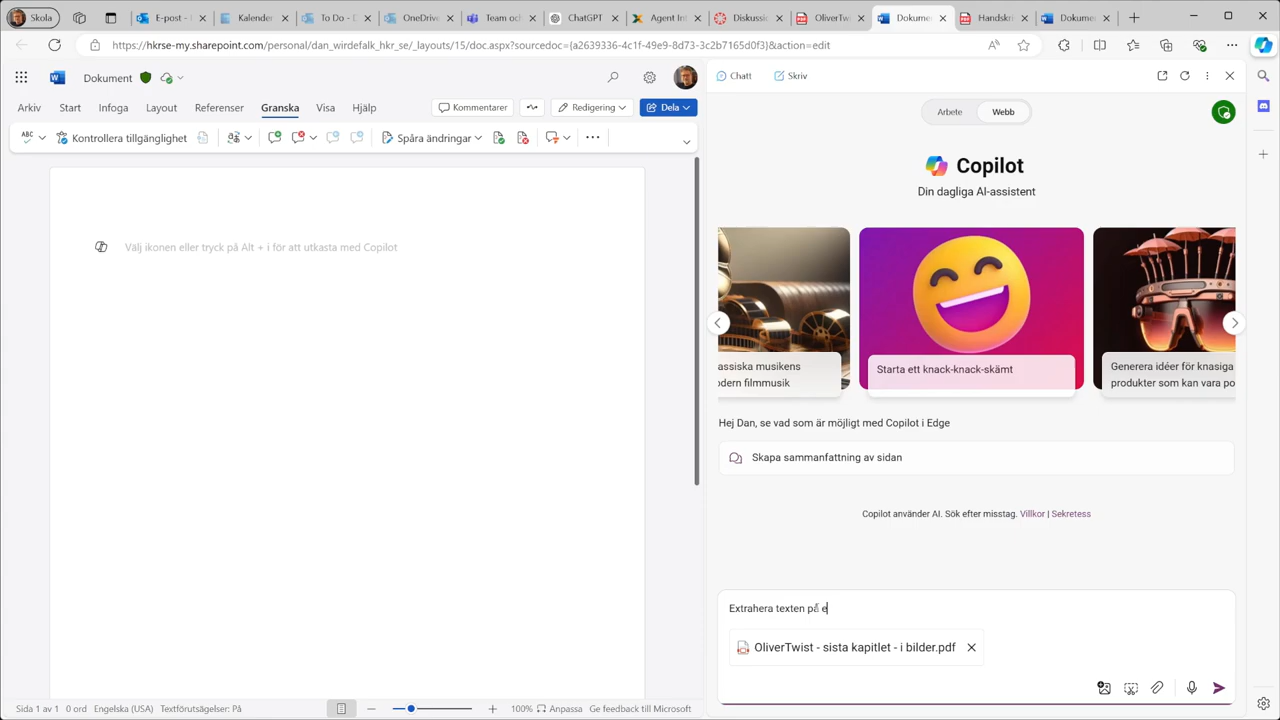 Skola
E-post – I
Kalender
To Do - D
OneDriv
Team oc
ChatGPT
Agent In
Diskussio
OliverTw
Dokume
Handskri
Dokume
https://hkrse-my.sharepoint.com/personal/dan_wirdefalk_hkr_se/_layouts/15/doc.aspx?sourcedoc={a2639336-4c1f-49e9-8d73-3c2b7165d0f3}&action=edit
Dokument
Arkiv Start Infoga Layout Referenser Granska Visa Hjälp
Kommentarer
Redigering
Dela
ABC
Kontrollera tillgänglighet
Spåra ändringar
Välj ikonen eller tryck på Alt + i för att utkasta med Copilot
Sida 1 av 1 0 ord Engelska (USA) Textförutsägelser: På
100% Anpassa Ge feedback till Microsoft
Chatt Skriv
Arbete Webb
Copilot
Din dagliga AI-assistent
assiska musikens
odern filmmusik
Starta ett knack-knack-skämt
Generera idéer för knasiga
produkter som kan vara po
Hej Dan, se vad som är möjligt med Copilot i Edge
Skapa sammanfattning av sidan
Copilot använder AI. Sök efter misstag. Villkor | Sekretess
Extrahera texten på e
OliverTwist - sista kapitlet - i bilder.pdf